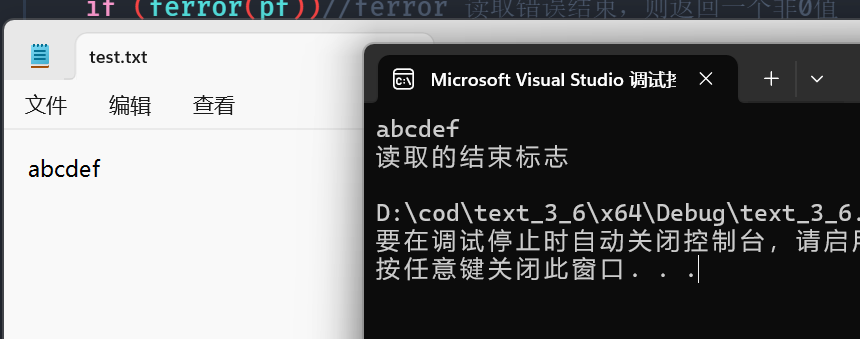 if (ferror(pf))//ferror 读取错误结束，则返回一个非0值
test.txt
文件 编辑 查看
abcdef
Microsoft Visual Studio 调试控
abcdef
读取的结束标志
D:\cod\text_3_6\x64\Debug\text_3_6.
要在调试停止时自动关闭控制台，请启用
按任意键关闭此窗口. . .